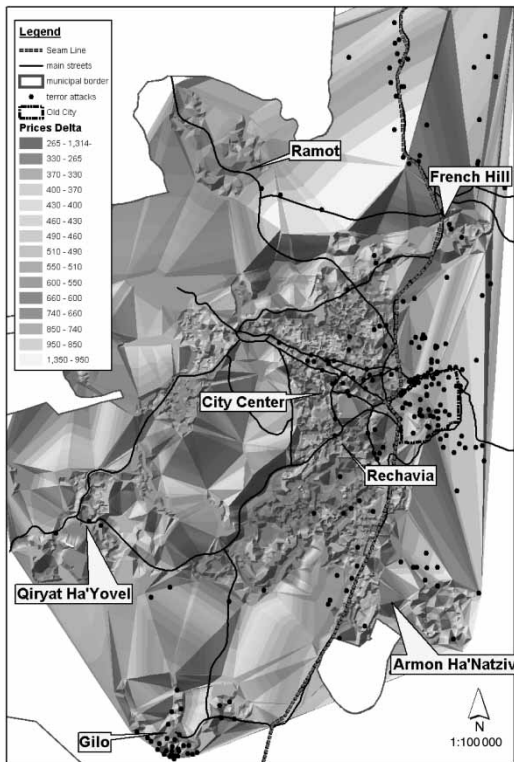 Legend
Seam Line
main streets
municipal border
terror attacks
Old City
Prices Delta
265 - 1,314-
330 - 265
370 - 330
400 - 370
430 - 400
460 - 430
490 - 460
510 - 490
550 - 510
600 - 550
660 - 600
740 - 660
850 - 740
950 - 850
1,350 - 950
Ramot
French Hill
City Center
Rechavia
Qiryat Ha'Yovel
Armon Ha'Natziv
Gilo
N
1:100 000